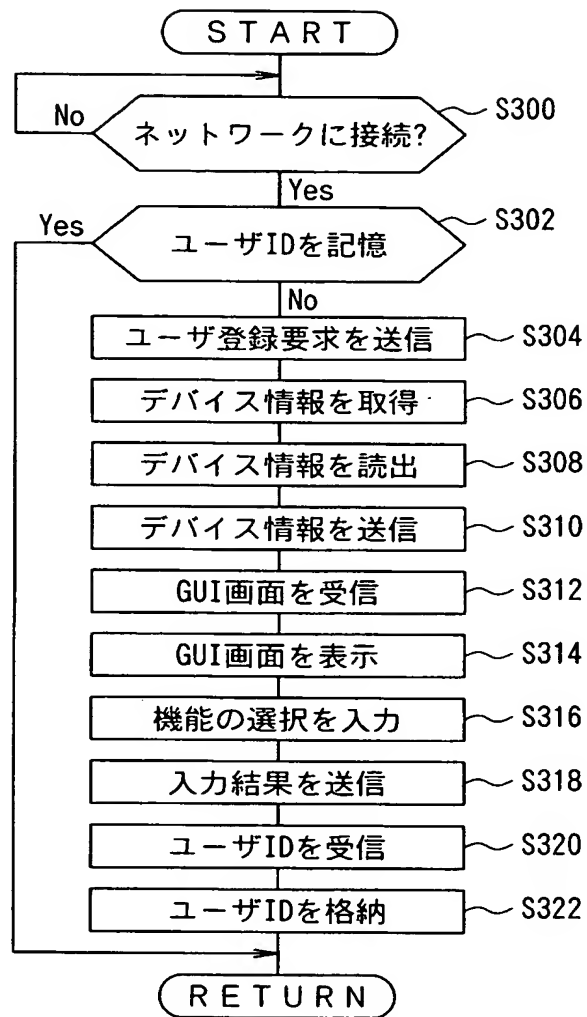 START
No
ネットワークに接続?
S300
Yes
Yes
ユーザIDを記憶
S302
No
ユーザ登録要求を送信
S304
デバイス情報を取得
S306
デバイス情報を読出
S308
デバイス情報を送信
S310
GUI画面を受信
S312
GUI画面を表示
S314
機能の選択を入力
S316
入力結果を送信
S318
ユーザIDを受信
S320
ユーザIDを格納
S322
RETURN